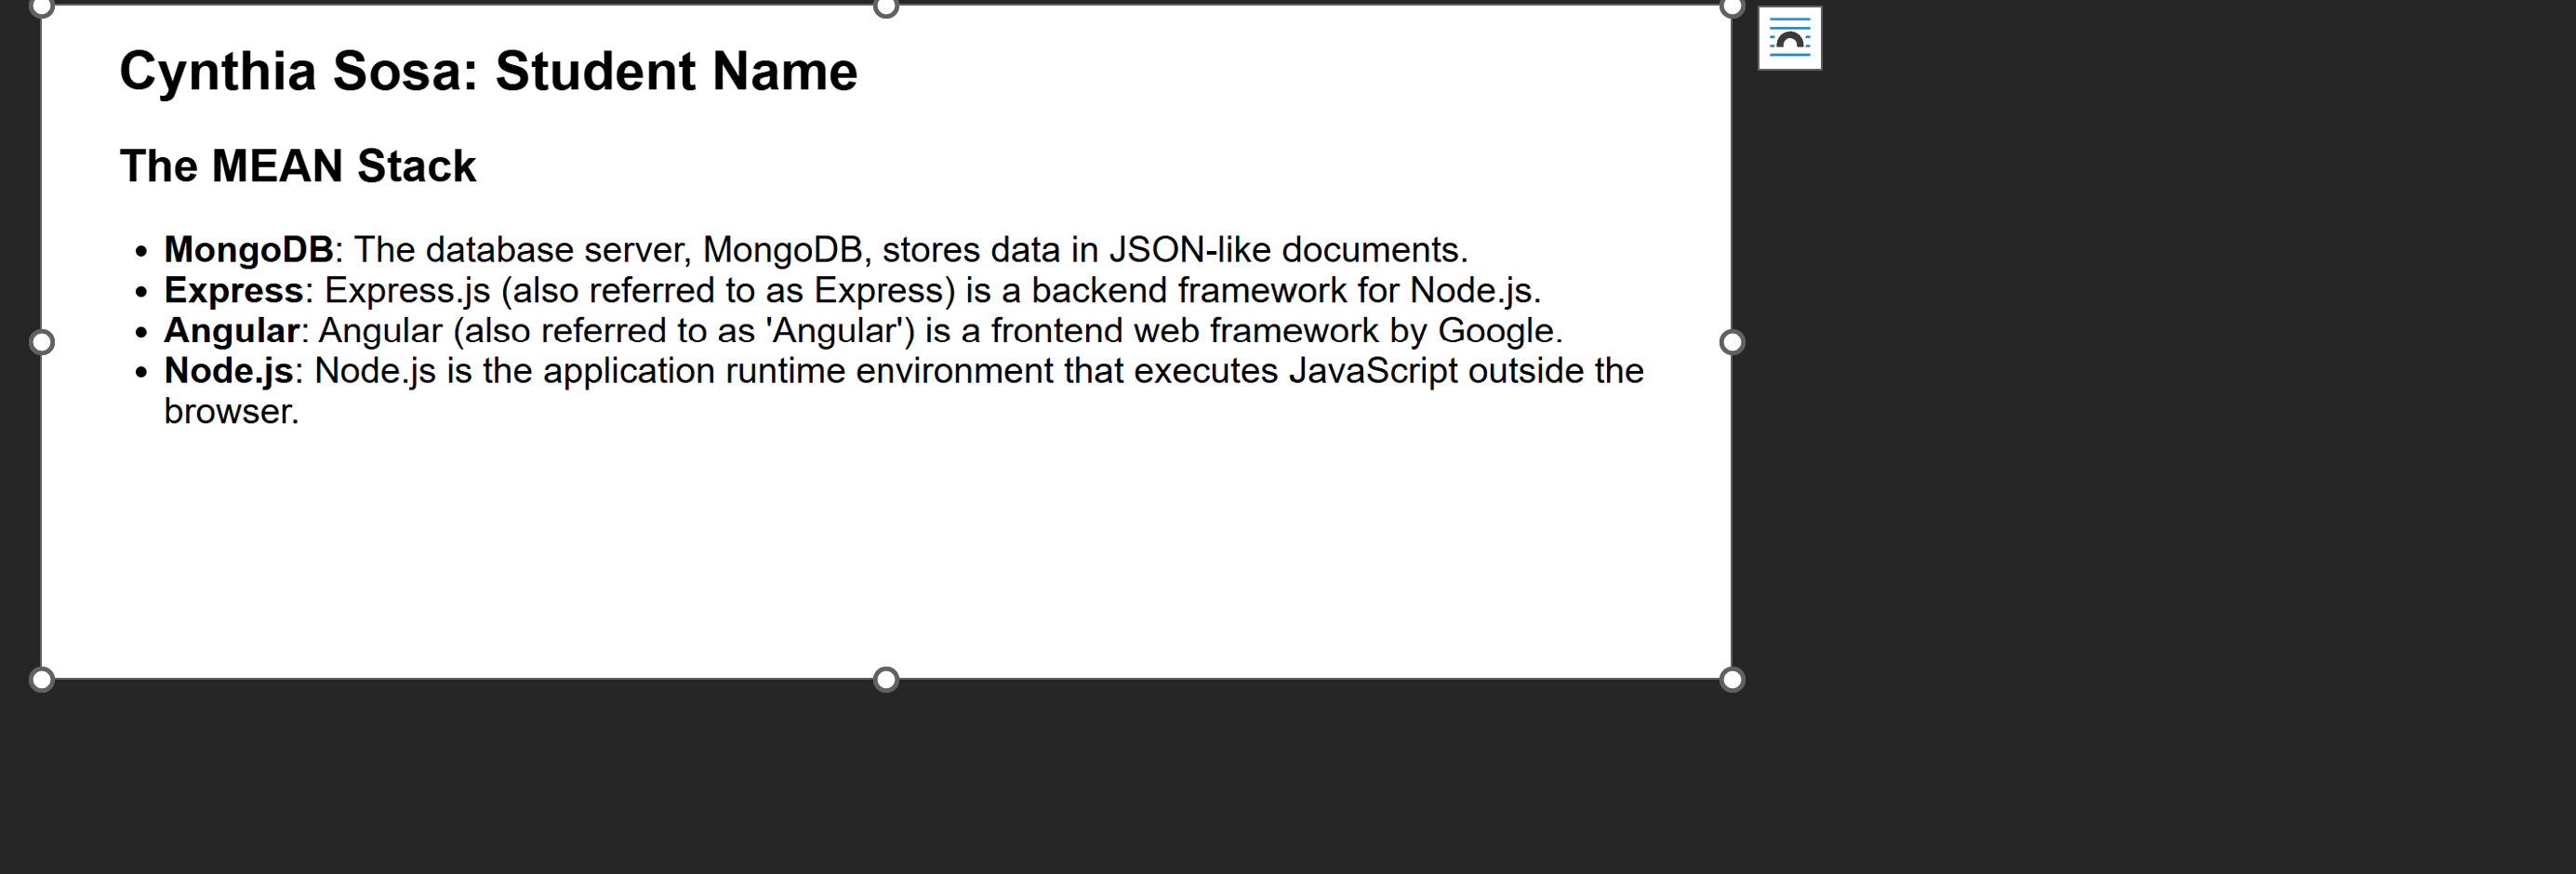 Cynthia Sosa: Student Name
The MEAN Stack
• MongoDB: The database server, MongoDB, stores data in JSON-like documents.
• Express: Express.js (also referred to as Express) is a backend framework for Node.js.
• Angular: Angular (also referred to as 'Angular') is a frontend web framework by Google.
• Node.js: Node.js is the application runtime environment that executes JavaScript outside the
browser.